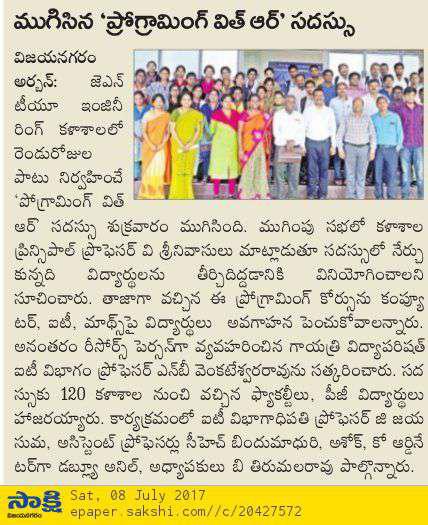 ముగిసిన ‘ప్రోగ్రామింగ్ విత్ ఆర్’ సదస్సు
విజయనగరం
అర్బన్: జెఎన్
టీయూ ఇంజినీ
రింగ్ కళాశాలలో
రెండురోజుల
పాటు నిర్వహించే
‘ప్రోగ్రామింగ్ విత్
ఆర్’ సదస్సు శుక్రవారం ముగిసింది. ముగింపు సభలో కళాశాల
ప్రిన్సిపాల్ ప్రొఫెసర్ వి శ్రీనివాసులు మాట్లాడుతూ సదస్సులో నేర్చు
కున్నది విద్యార్థులను తీర్చిదిద్దడానికి వినియోగించాలని
సూచించారు. తాజాగా వచ్చిన ఈ ప్రోగ్రామింగ్ కోర్సును కంప్యూ
టర్, ఐటీ, మాథ్స్‌పై విద్యార్థులు అవగాహన పెంచుకోవాలన్నారు.
అనంతరం రీసోర్స్ పెర్సన్‌గా వ్యవహరించిన గాయత్రి విద్యాపరిషత్
ఐటీ విభాగం ప్రొఫెసర్ ఎన్‌బీ వెంకటేశ్వరరావును సత్కరించారు. సద
స్సుకు 120 కళాశాల నుంచి వచ్చిన ఫ్యాకల్టీలు, పీజీ విద్యార్థులు
హాజరయ్యారు. కార్యక్రమంలో ఐటీ విభాగాధిపతి ప్రోఫెసర్ జి జయ
సుమ, అసిస్టెంట్ ప్రోఫెసర్లు సీహెచ్ బిందుమాధురి, అశోక్, కో ఆర్డినే
టర్‌గా డబ్ల్యూ అనిల్, అధ్యాపకులు బి తిరుమలరావు పాల్గొన్నారు.
సాక్షి
విజయనగరం
Sat, 08 July 2017
epaper.sakshi.com//c/20427572